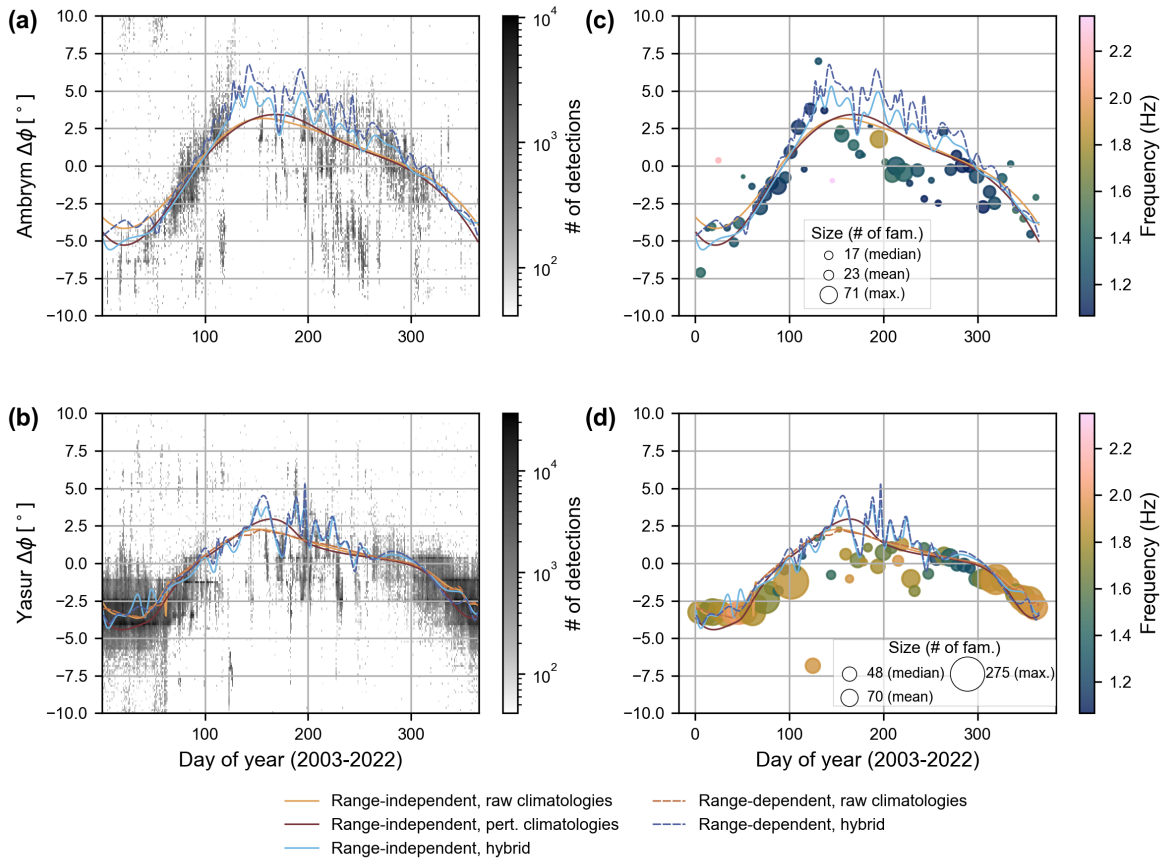 (a)
10.0
7.5
5.0
2.5
0.0
−2.5
−5.0
−7.5
−10.0
Ambrym Δϕ [°]
100
200
300
10⁴
10³
10²
# of detections
(c)
10.0
7.5
5.0
2.5
0.0
−2.5
−5.0
−7.5
−10.0
0
100
200
300
Size (# of fam.)
17 (median)
23 (mean)
71 (max.)
2.2
2.0
1.8
1.6
1.4
1.2
Frequency (Hz)
(b)
10.0
7.5
5.0
2.5
0.0
−2.5
−5.0
−7.5
−10.0
Yasur Δϕ [°]
100
200
300
Day of year (2003-2022)
10⁴
10³
10²
# of detections
(d)
10.0
7.5
5.0
2.5
0.0
−2.5
−5.0
−7.5
−10.0
0
100
200
300
Day of year (2003-2022)
Size (# of fam.)
48 (median)
275 (max.)
70 (mean)
2.2
2.0
1.8
1.6
1.4
1.2
Frequency (Hz)
Range-independent, raw climatologies
Range-independent, pert. climatologies
Range-independent, hybrid
Range-dependent, raw climatologies
Range-dependent, hybrid